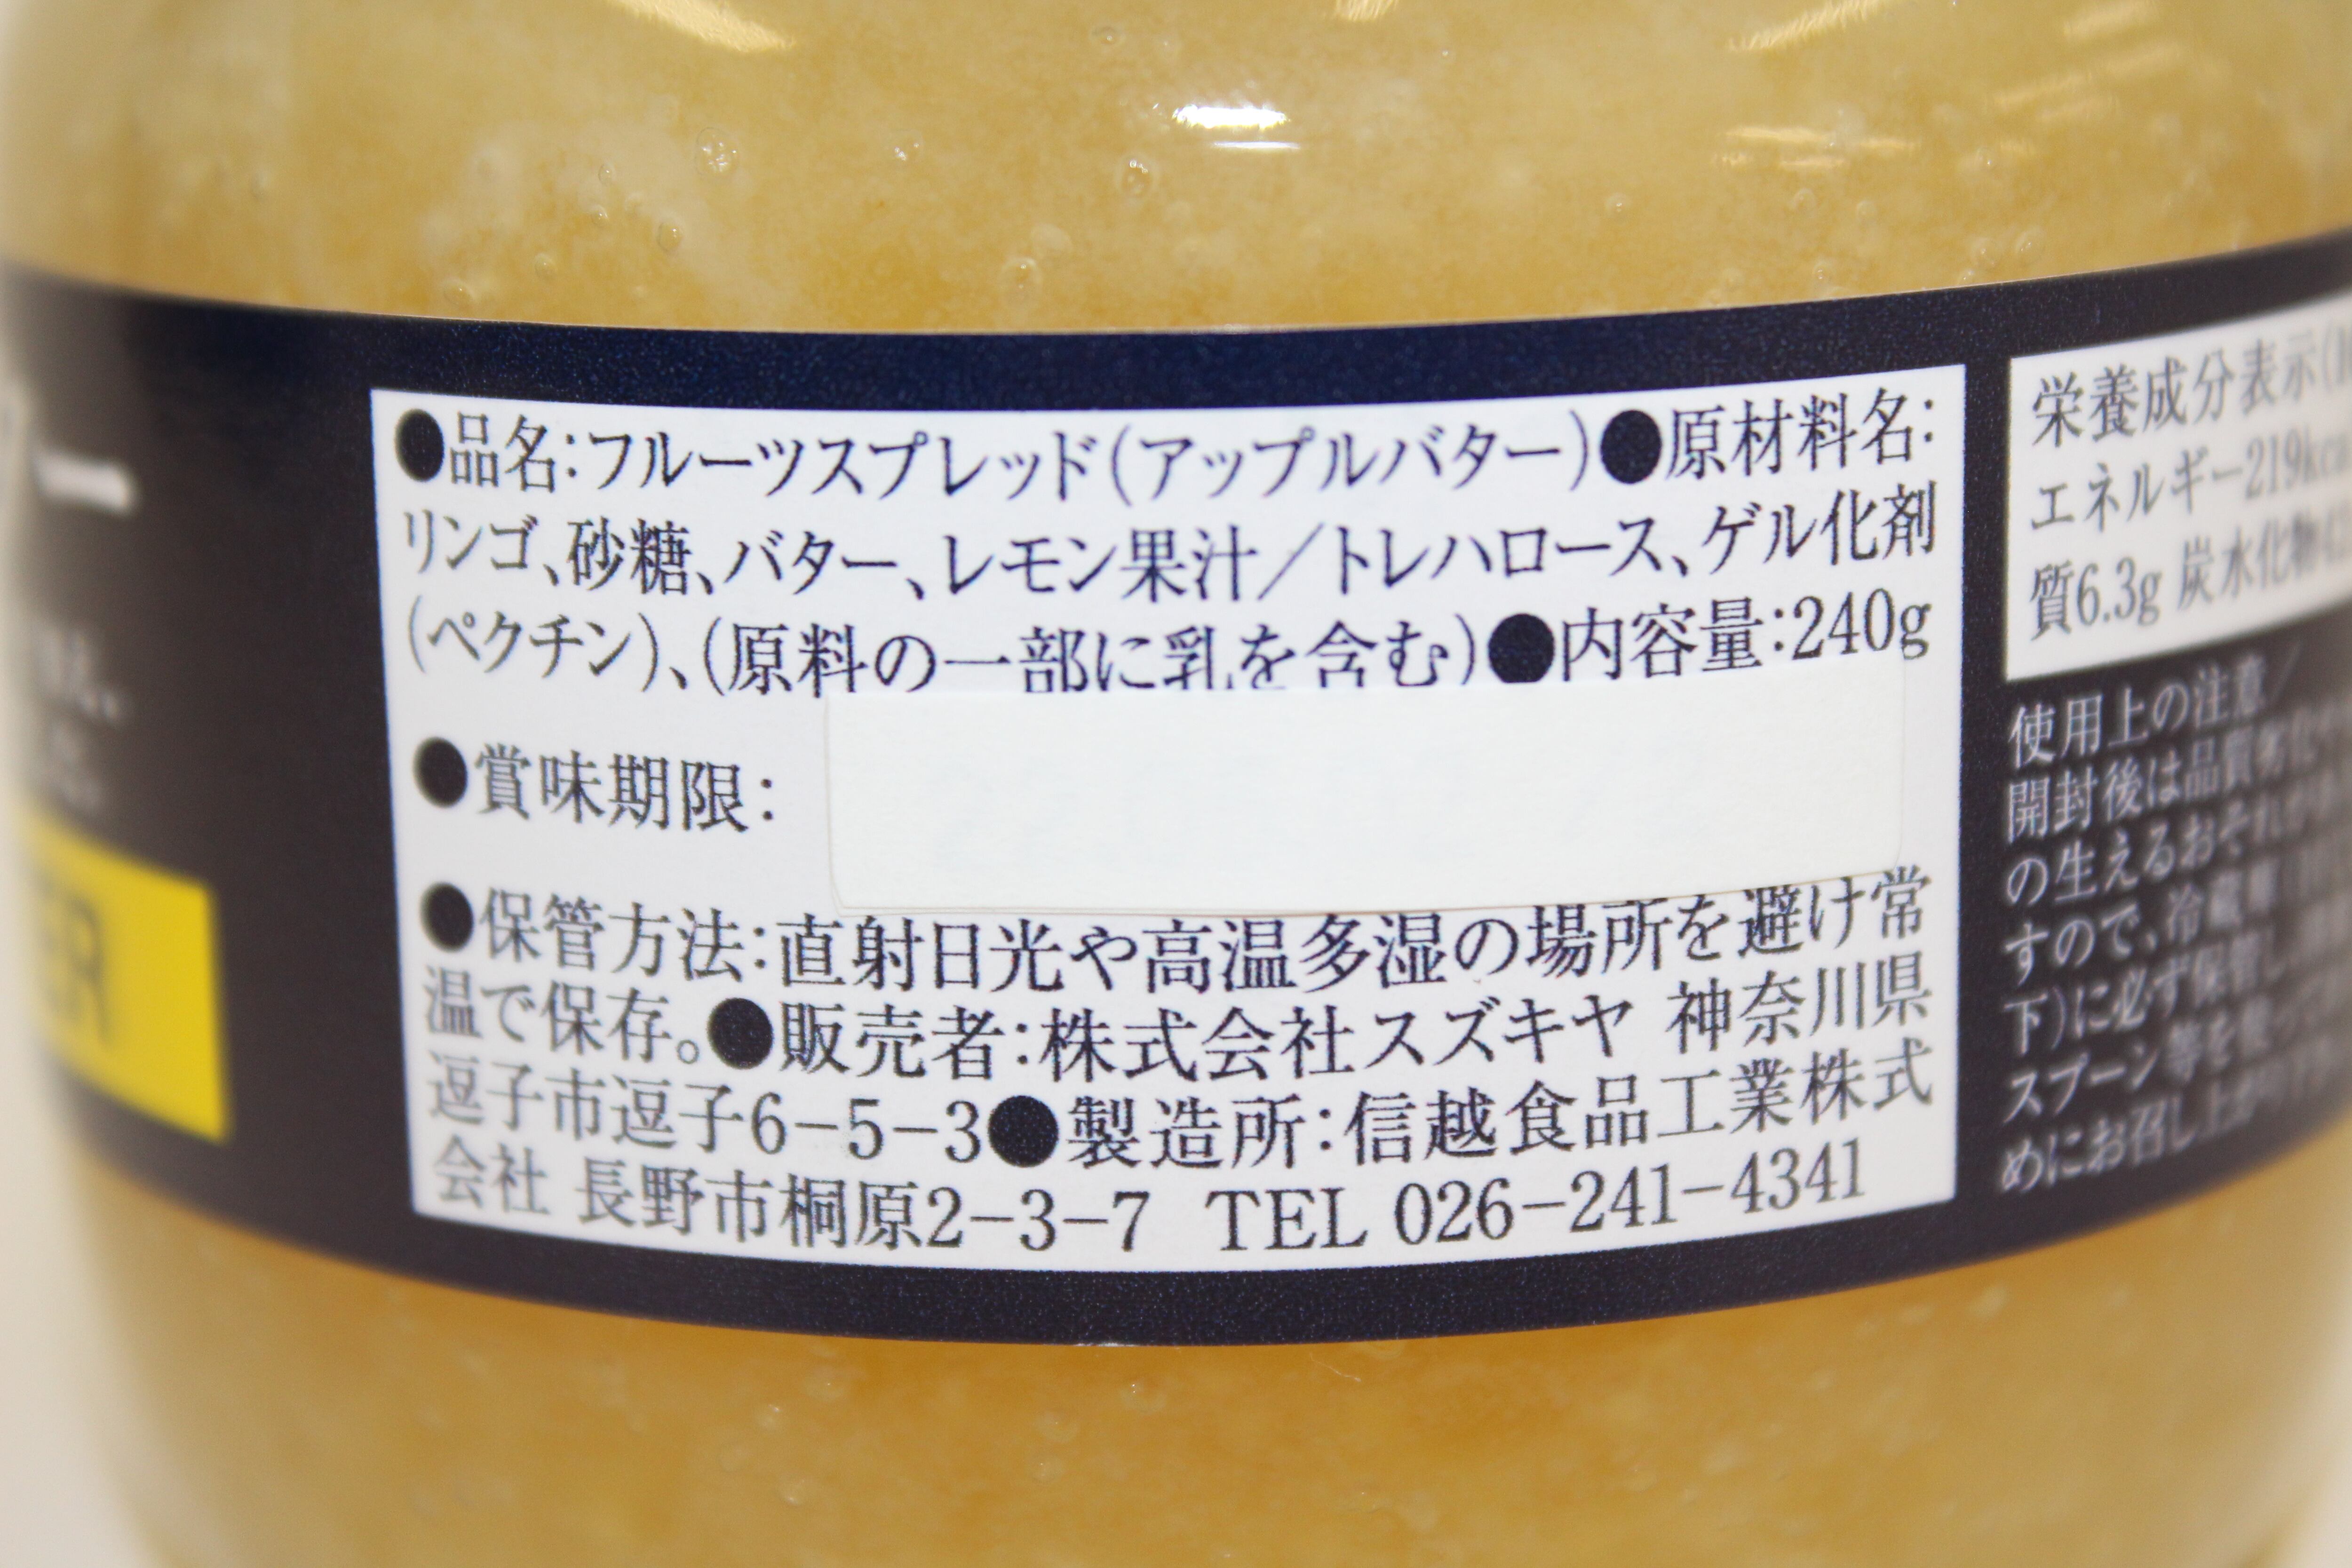 ●品名:フルーツスプレッド(アップルバター)●原材料名:
リンゴ、砂糖、バター、レモン果汁／トレハロース、ゲル化剤
(ペクチン)、(原料の一部に乳を含む)●内容量:240g
●賞味期限:
●保管方法:直射日光や高温多湿の場所を避け常
温で保存。●販売者:株式会社スズキヤ 神奈川県
逗子市逗子6-5-3●製造所:信越食品工業株式
会社 長野市桐原2-3-7 TEL 026-241-4341
栄養成分表示(
エネルギー219kca
質6.3g 炭水化物
使用上の注意／
開封後は品質
の生えるおそれ
すので、冷蔵庫
下)に必ず保
スプーン等を
めにお召し上が
ER